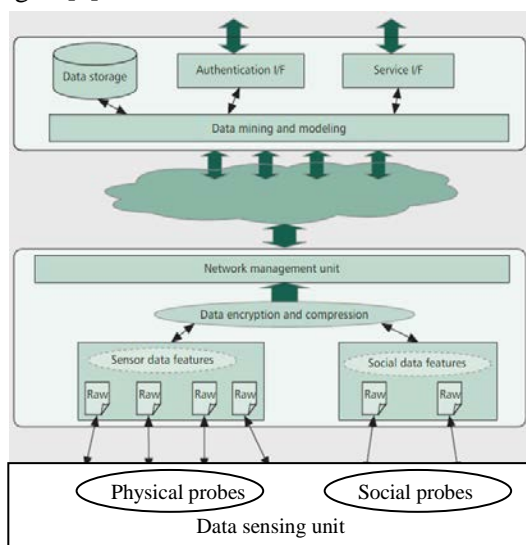 Data storage
Authentication I/F
Service I/F
Data mining and modeling
Network management unit
Data encryption and compression
Sensor data features
Social data features
Raw Raw Raw Raw Raw Raw
Physical probes
Social probes
Data sensing unit